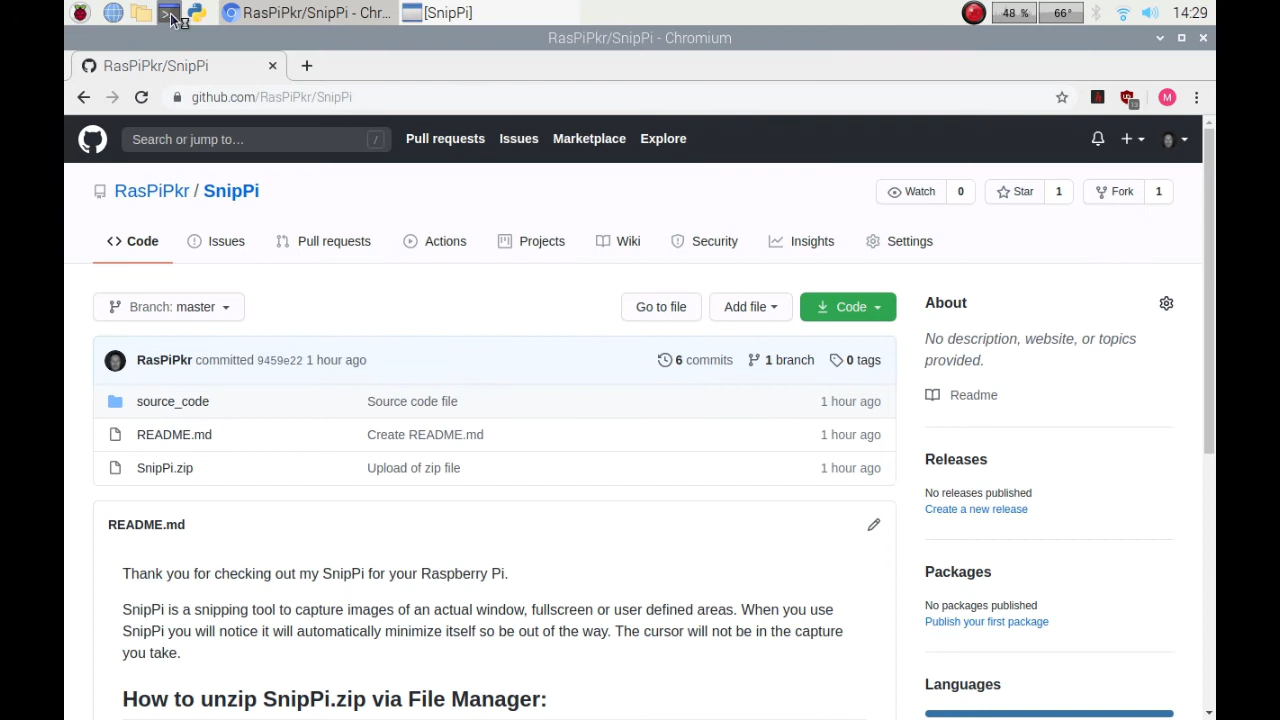 RasPiPkr/SnipPi - Chr... [SnipPi] 48 % 66° 14:29
RasPiPkr/SnipPi - Chromium
RasPiPkr/SnipPi
github.com/RasPiPkr/SnipPi M
Search or jump to… / Pull requests Issues Marketplace Explore
RasPiPkr / SnipPi Watch 0 Star 1 Fork 1
Code Issues Pull requests Actions Projects Wiki Security Insights Settings
Branch: master Go to file Add file Code
RasPiPkr committed 9459e22 1 hour ago 6 commits 1 branch 0 tags
source_code Source code file 1 hour ago
README.md Create README.md 1 hour ago
SnipPi.zip Upload of zip file 1 hour ago
README.md
Thank you for checking out my SnipPi for your Raspberry Pi.
SnipPi is a snipping tool to capture images of an actual window, fullscreen or user defined areas. When you use
SnipPi you will notice it will automatically minimize itself so be out of the way. The cursor will not be in the capture
you take.
How to unzip SnipPi.zip via File Manager:
About
No description, website, or topics
provided.
Readme
Releases
No releases published
Create a new release
Packages
No packages published
Publish your first package
Languages